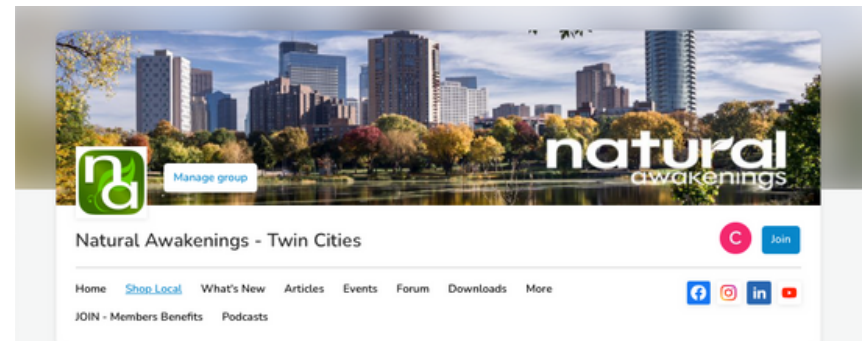 natural
awakenings
na
Manage group
Natural Awakenings - Twin Cities
C
Join
Home Shop Local What's New Articles Events Forum Downloads More
in
JOIN - Members Benefits Podcasts